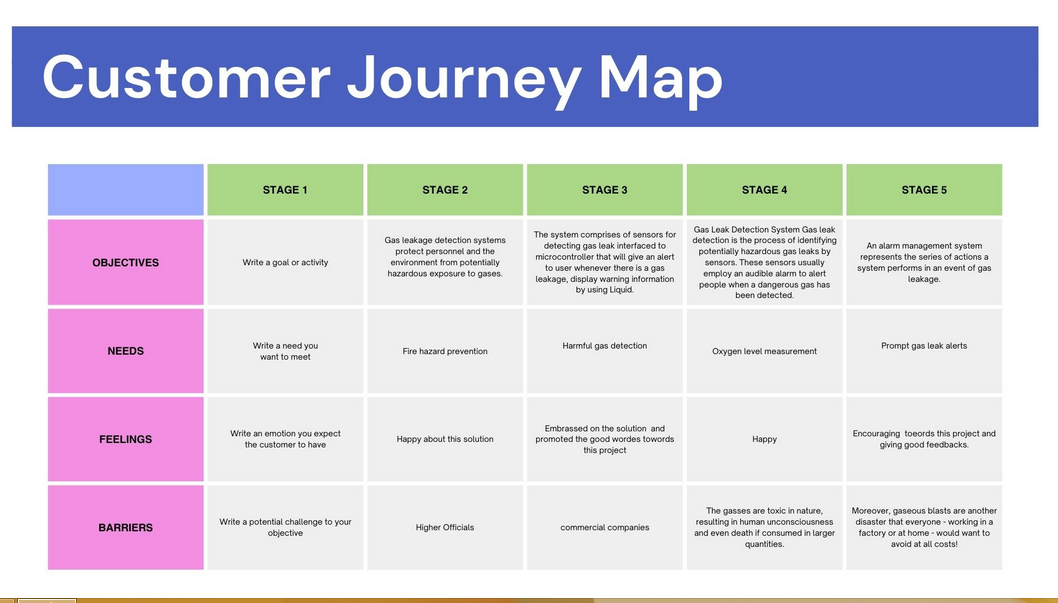 Customer Journey Map
STAGE 1
STAGE 2
STAGE 3
STAGE 4
STAGE 5
OBJECTIVES
Write a goal or activity
Gas leakage detection systems
protect personnel and the
environment from potentially
hazardous exposure to gases.
The system comprises of sensors for
detecting gas leak interfaced to
microcontroller that will give an alert
to user whenever there is a gas
leakage, display warning information
by using Liquid.
Gas Leak Detection System Gas leak
detection is the process of identifying
potentially hazardous gas leaks by
sensors. These sensors usually
employ an audible alarm to alert
people when a dangerous gas has
been detected.
An alarm management system
represents the series of actions a
system performs in an event of gas
leakage.
NEEDS
Write a need you
want to meet
Fire hazard prevention
Harmful gas detection
Oxygen level measurement
Prompt gas leak alerts
FEELINGS
Write an emotion you expect
the customer to have
Happy about this solution
Embrassed on the solution and
promoted the good wordes towords
this project
Happy
Encouraging toeords this project and
giving good feedbacks.
BARRIERS
Write a potential challenge to your
objective
Higher Officials
commercial companies
The gasses are toxic in nature,
resulting in human unconsciousness
and even death if consumed in larger
quantities.
Moreover, gaseous blasts are another
disaster that everyone - working in a
factory or at home - would want to
avoid at all costs!